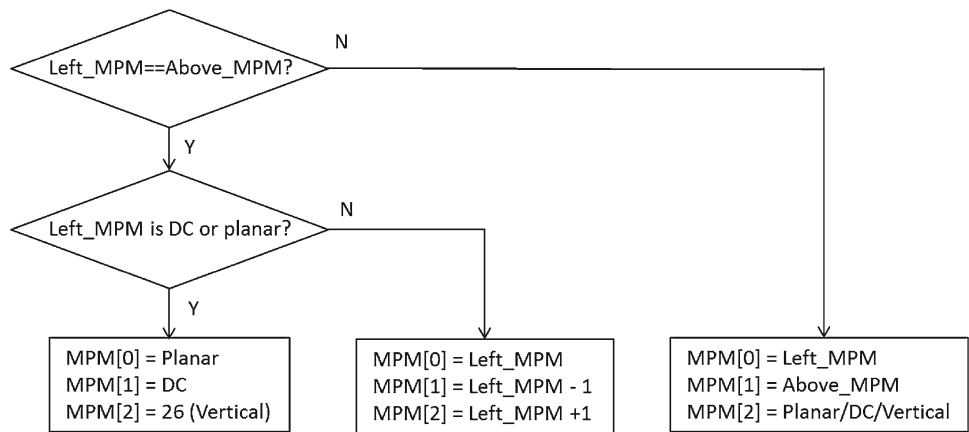 Left_MPM==Above_MPM?
N
Y
Left_MPM is DC or planar?
N
Y
MPM[0] = Planar
MPM[1] = DC
MPM[2] = 26 (Vertical)
MPM[0] = Left_MPM
MPM[1] = Left_MPM - 1
MPM[2] = Left_MPM +1
MPM[0] = Left_MPM
MPM[1] = Above_MPM
MPM[2] = Planar/DC/Vertical